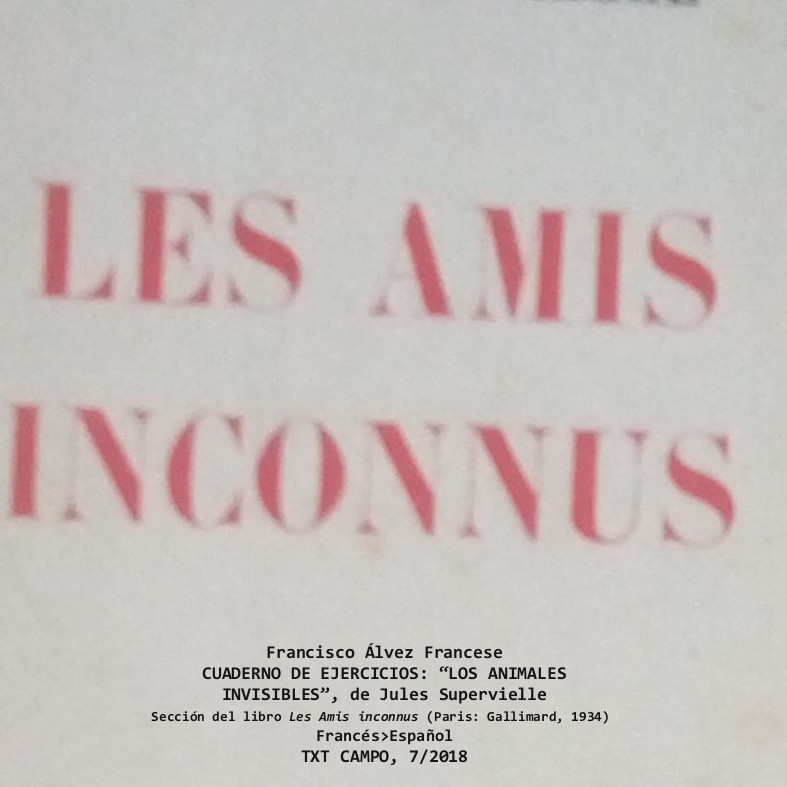 LES AMIS
INCONNUS
Francisco Álvez Francese
CUADERNO DE EJERCICIOS: “LOS ANIMALES
INVISIBLES”, de Jules Supervielle
Sección del libro Les Amis inconnus (Paris: Gallimard, 1934)
Francés>Español
TXT CAMPO, 7/2018